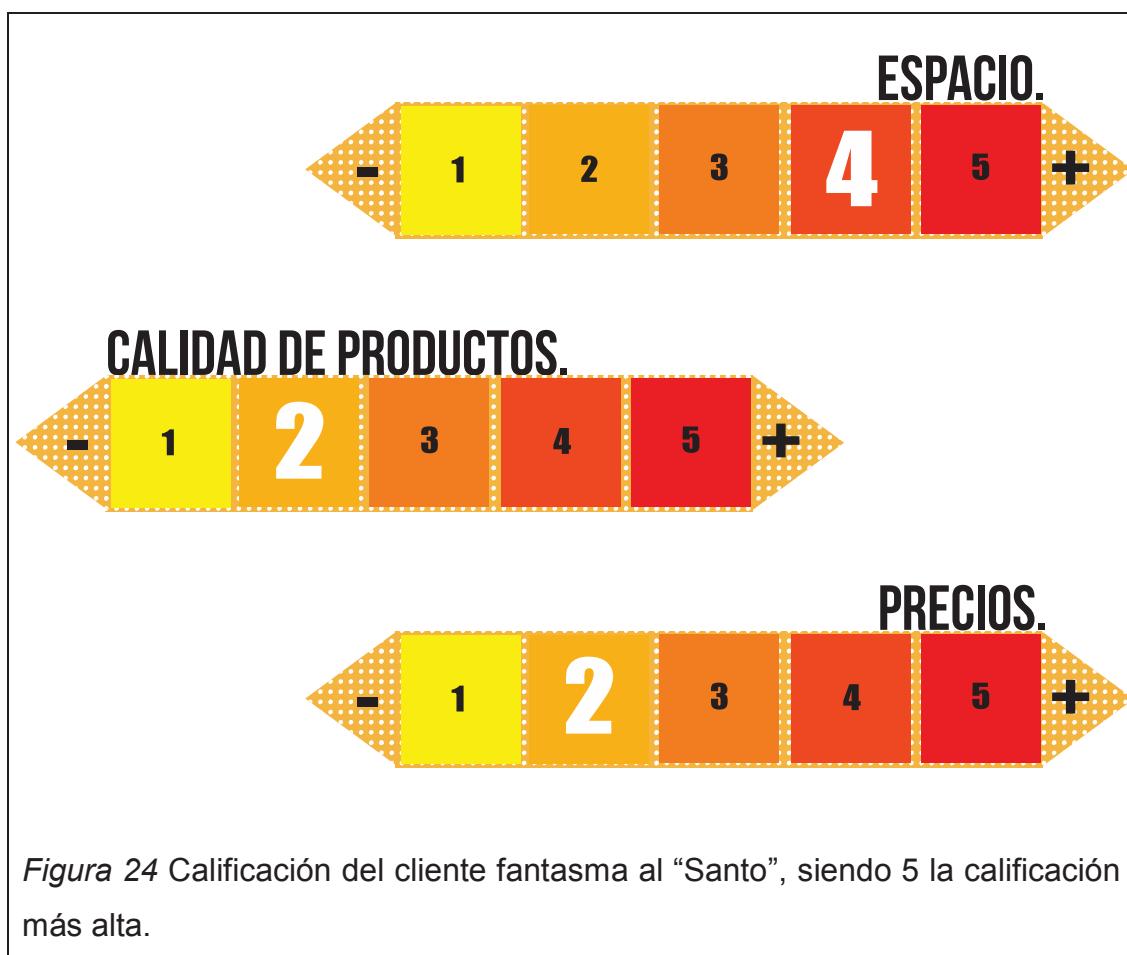 ESPACIO.
- 1 2 3 4 5 +
CALIDAD DE PRODUCTOS.
- 1 2 3 4 5 +
PRECIOS.
- 1 2 3 4 5 +
Figura 24 Calificación del cliente fantasma al “Santo”, siendo 5 la calificación
más alta.